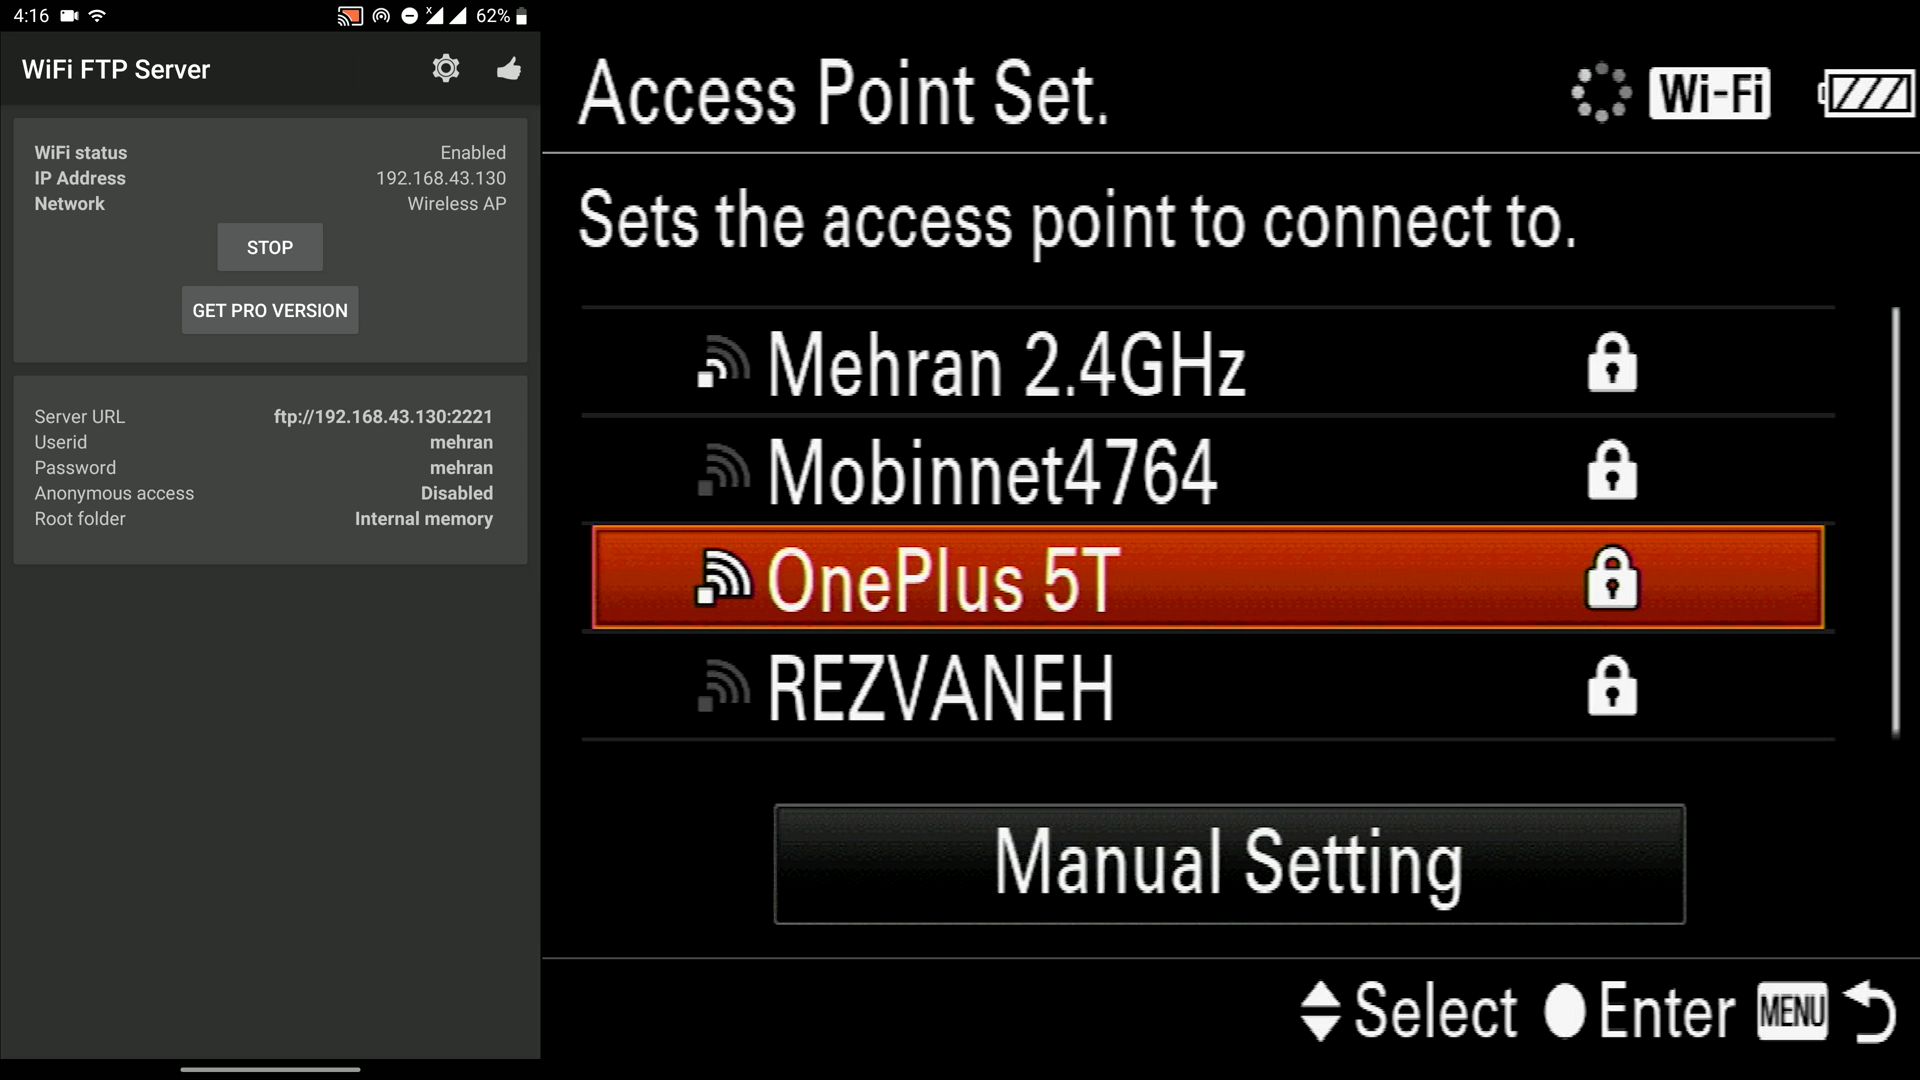 4:16
x
62%
WiFi FTP Server
WiFi status Enabled
IP Address 192.168.43.130
Network Wireless AP
STOP
GET PRO VERSION
Server URL ftp://192.168.43.130:2221
Userid mehran
Password mehran
Anonymous access Disabled
Root folder Internal memory
Access Point Set.
Wi-Fi
Sets the access point to connect to.
Mehran 2.4GHz
Mobinnet4764
OnePlus 5T
REZVANEH
Manual Setting
Select Enter MENU